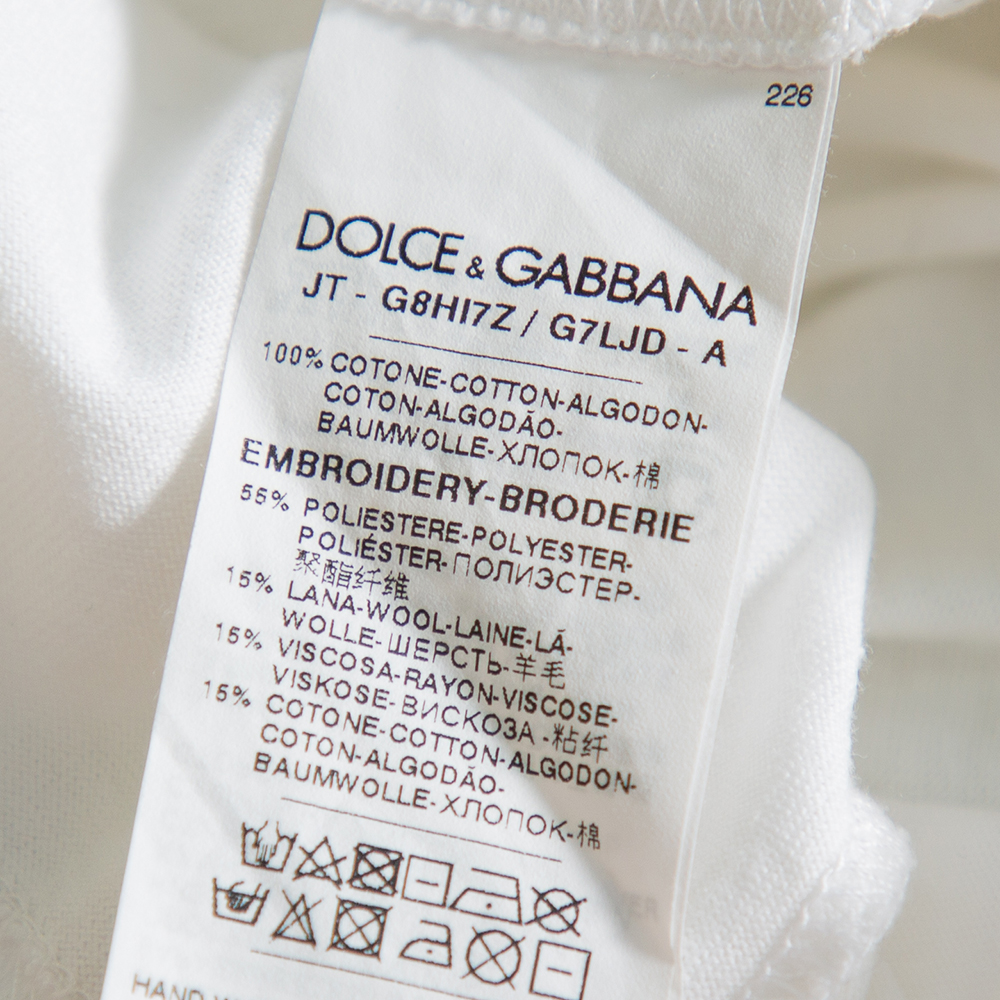 226
DOLCE & GABBANA
JT - G8HI7Z / G7LJD - A
100% COTONE-COTTON-ALGODON-
COTON-ALGODÃO-
BAUMWOLLE-ХЛОПОК-棉
EMBROIDERY-BRODERIE
55% POLIESTERE-POLYESTER-
POLIÉSTER-ПОЛИЭСТЕР-
聚酯纤维
15% LANA-WOOL-LAINE-LÃ-
WOLLE-ШЕРСТЬ-羊毛
15% VISCOSA-RAYON-VISCOSE-
VISKOSE-ВИСКОЗА-粘纤
15% COTONE-COTTON-ALGODON-
COTON-ALGODÃO-
BAUMWOLLE-ХЛОПОК-棉
HAND